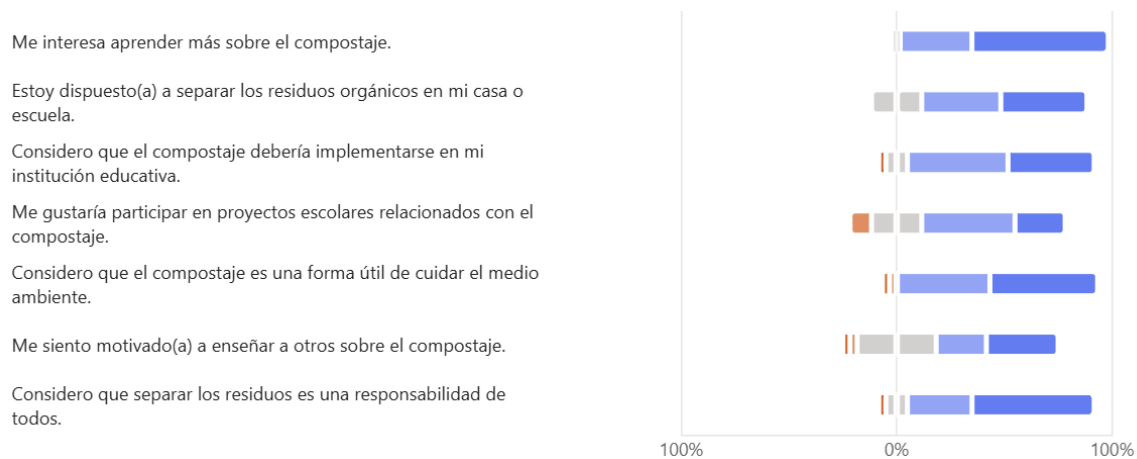 Me interesa aprender más sobre el compostaje.
Estoy dispuesto(a) a separar los residuos orgánicos en mi casa o
escuela.
Considero que el compostaje debería implementarse en mi
institución educativa.
Me gustaría participar en proyectos escolares relacionados con el
compostaje.
Considero que el compostaje es una forma útil de cuidar el medio
ambiente.
Me siento motivado(a) a enseñar a otros sobre el compostaje.
Considero que separar los residuos es una responsabilidad de
todos.
100% 0% 100%